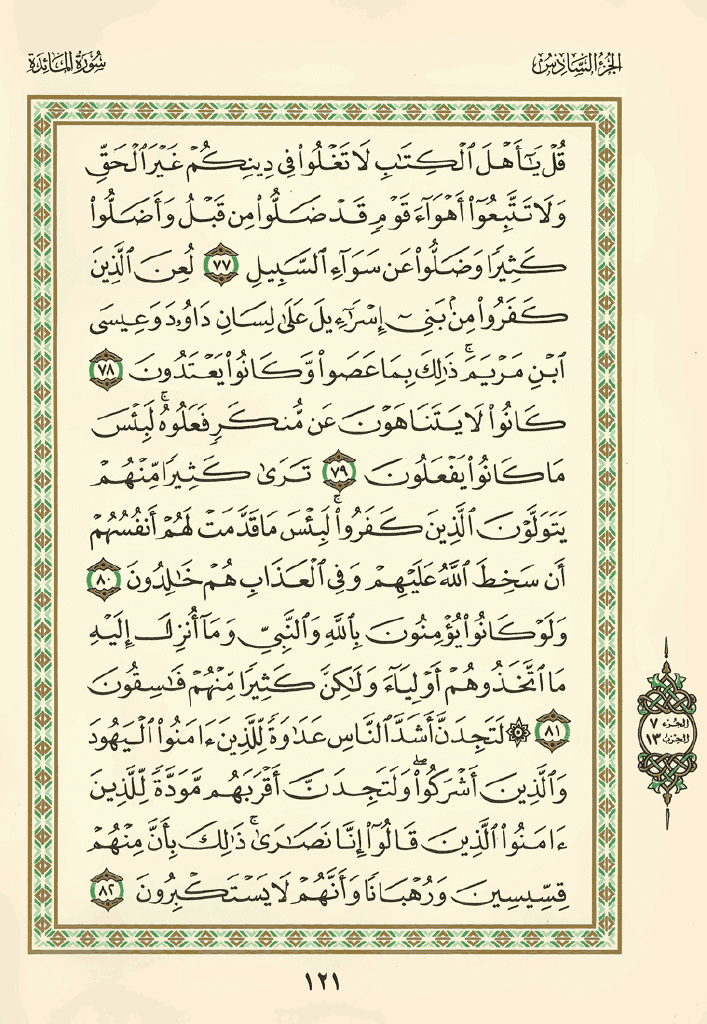 الجزء السادس
سورة المائدة
قُلْ يَٰٓأَهْلَ ٱلْكِتَٰبِ لَا تَغْلُوا۟ فِى دِينِكُمْ غَيْرَ ٱلْحَقِّ
وَلَا تَتَّبِعُوٓا۟ أَهْوَآءَ قَوْمٍ قَدْ ضَلُّوا۟ مِن قَبْلُ وَأَضَلُّوا۟
كَثِيرًا وَضَلُّوا۟ عَن سَوَآءِ ٱلسَّبِيلِ ٧٧ لُعِنَ ٱلَّذِينَ
كَفَرُوا۟ مِنۢ بَنِىٓ إِسْرَٰٓءِيلَ عَلَىٰ لِسَانِ دَاوُۥدَ وَعِيسَى
ٱبْنِ مَرْيَمَ ۚ ذَٰلِكَ بِمَا عَصَوا۟ وَّكَانُوا۟ يَعْتَدُونَ ٧٨
كَانُوا۟ لَا يَتَنَاهَوْنَ عَن مُّنكَرٍ فَعَلُوهُ ۚ لَبِئْسَ
مَا كَانُوا۟ يَفْعَلُونَ ٧٩ تَرَىٰ كَثِيرًا مِّنْهُمْ
يَتَوَلَّوْنَ ٱلَّذِينَ كَفَرُوا۟ ۚ لَبِئْسَ مَا قَدَّمَتْ لَهُمْ أَنفُسُهُمْ
أَن سَخِطَ ٱللَّهُ عَلَيْهِمْ وَفِى ٱلْعَذَابِ هُمْ خَٰلِدُونَ ٨٠
وَلَوْ كَانُوا۟ يُؤْمِنُونَ بِٱللَّهِ وَٱلنَّبِىِّ وَمَآ أُنزِلَ إِلَيْهِ
مَا ٱتَّخَذُوهُمْ أَوْلِيَآءَ وَلَٰكِنَّ كَثِيرًا مِّنْهُمْ فَٰسِقُونَ
٨١ ۞ لَتَجِدَنَّ أَشَدَّ ٱلنَّاسِ عَدَٰوَةً لِّلَّذِينَ ءَامَنُوا۟ ٱلْيَهُودَ
وَٱلَّذِينَ أَشْرَكُوا۟ ۖ وَلَتَجِدَنَّ أَقْرَبَهُم مَّوَدَّةً لِّلَّذِينَ
ءَامَنُوا۟ ٱلَّذِينَ قَالُوٓا۟ إِنَّا نَصَٰرَىٰ ۚ ذَٰلِكَ بِأَنَّ مِنْهُمْ
قِسِّيسِينَ وَرُهْبَانًا وَأَنَّهُمْ لَا يَسْتَكْبِرُونَ ٨٢
الجزء ٧
الحزب ١٣
١٢١